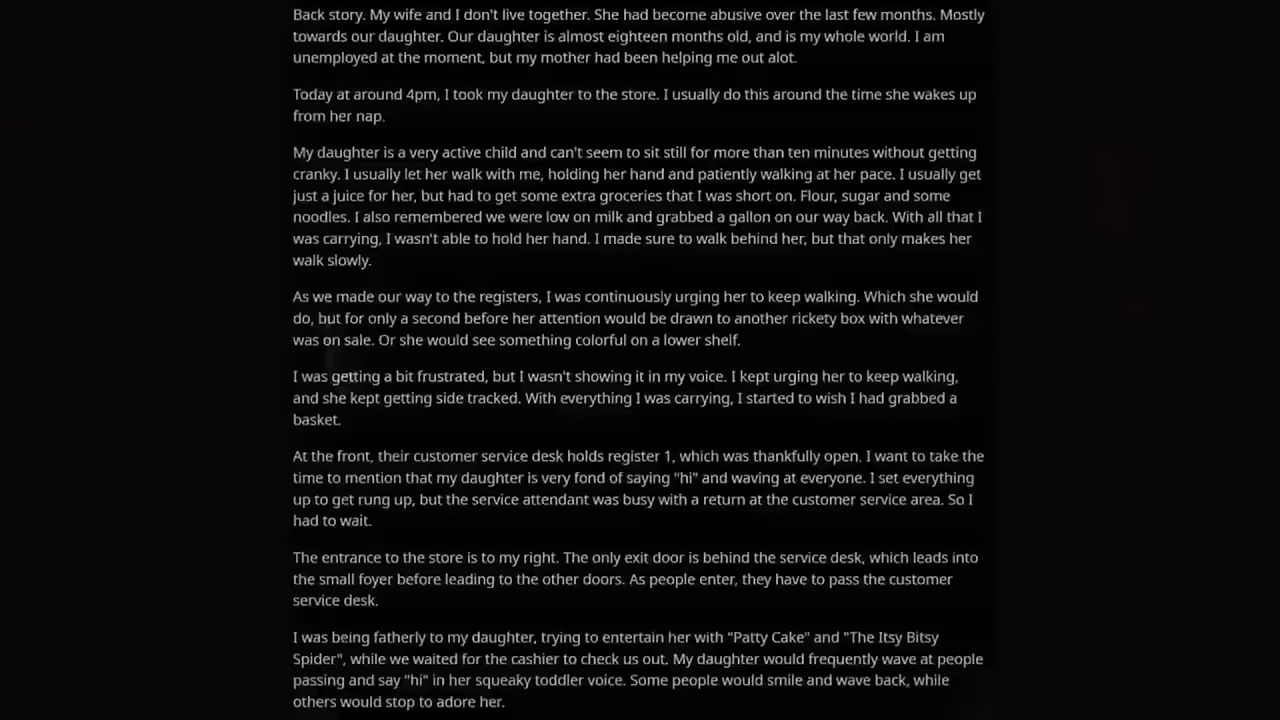 Back story. My wife and I don't live together. She had become abusive over the last few months. Mostly
towards our daughter. Our daughter is almost eighteen months old, and is my whole world. I am
unemployed at the moment, but my mother had been helping me out alot.
Today at around 4pm, I took my daughter to the store. I usually do this around the time she wakes up
from her nap.
My daughter is a very active child and can't seem to sit still for more than ten minutes without getting
cranky. I usually let her walk with me, holding her hand and patiently walking at her pace. I usually get
just a juice for her, but had to get some extra groceries that I was short on. Flour, sugar and some
noodles. I also remembered we were low on milk and grabbed a gallon on our way back. With all that I
was carrying, I wasn't able to hold her hand. I made sure to walk behind her, but that only makes her
walk slowly.
As we made our way to the registers, I was continuously urging her to keep walking. Which she would
do, but for only a second before her attention would be drawn to another rickety box with whatever
was on sale. Or she would see something colorful on a lower shelf.
I was getting a bit frustrated, but I wasn't showing it in my voice. I kept urging her to keep walking,
and she kept getting side tracked. With everything I was carrying, I started to wish I had grabbed a
basket.
At the front, their customer service desk holds register 1, which was thankfully open. I want to take the
time to mention that my daughter is very fond of saying "hi" and waving at everyone. I set everything
up to get rung up, but the service attendant was busy with a return at the customer service area. So I
had to wait.
The entrance to the store is to my right. The only exit door is behind the service desk, which leads into
the small foyer before leading to the other doors. As people enter, they have to pass the customer
service desk.
I was being fatherly to my daughter, trying to entertain her with "Patty Cake" and "The Itsy Bitsy
Spider", while we waited for the cashier to check us out. My daughter would frequently wave at people
passing and say "hi" in her squeaky toddler voice. Some people would smile and wave back, while
others would stop to adore her.